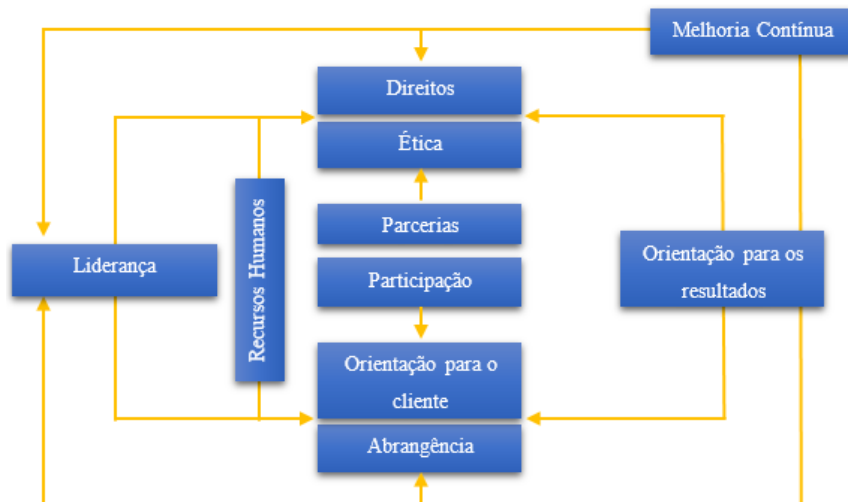 Melhoria Contínua
Direitos
Ética
Parcerias
Liderança
Recursos Humanos
Participação
Orientação para os
resultados
Orientação para o
cliente
Abrangência